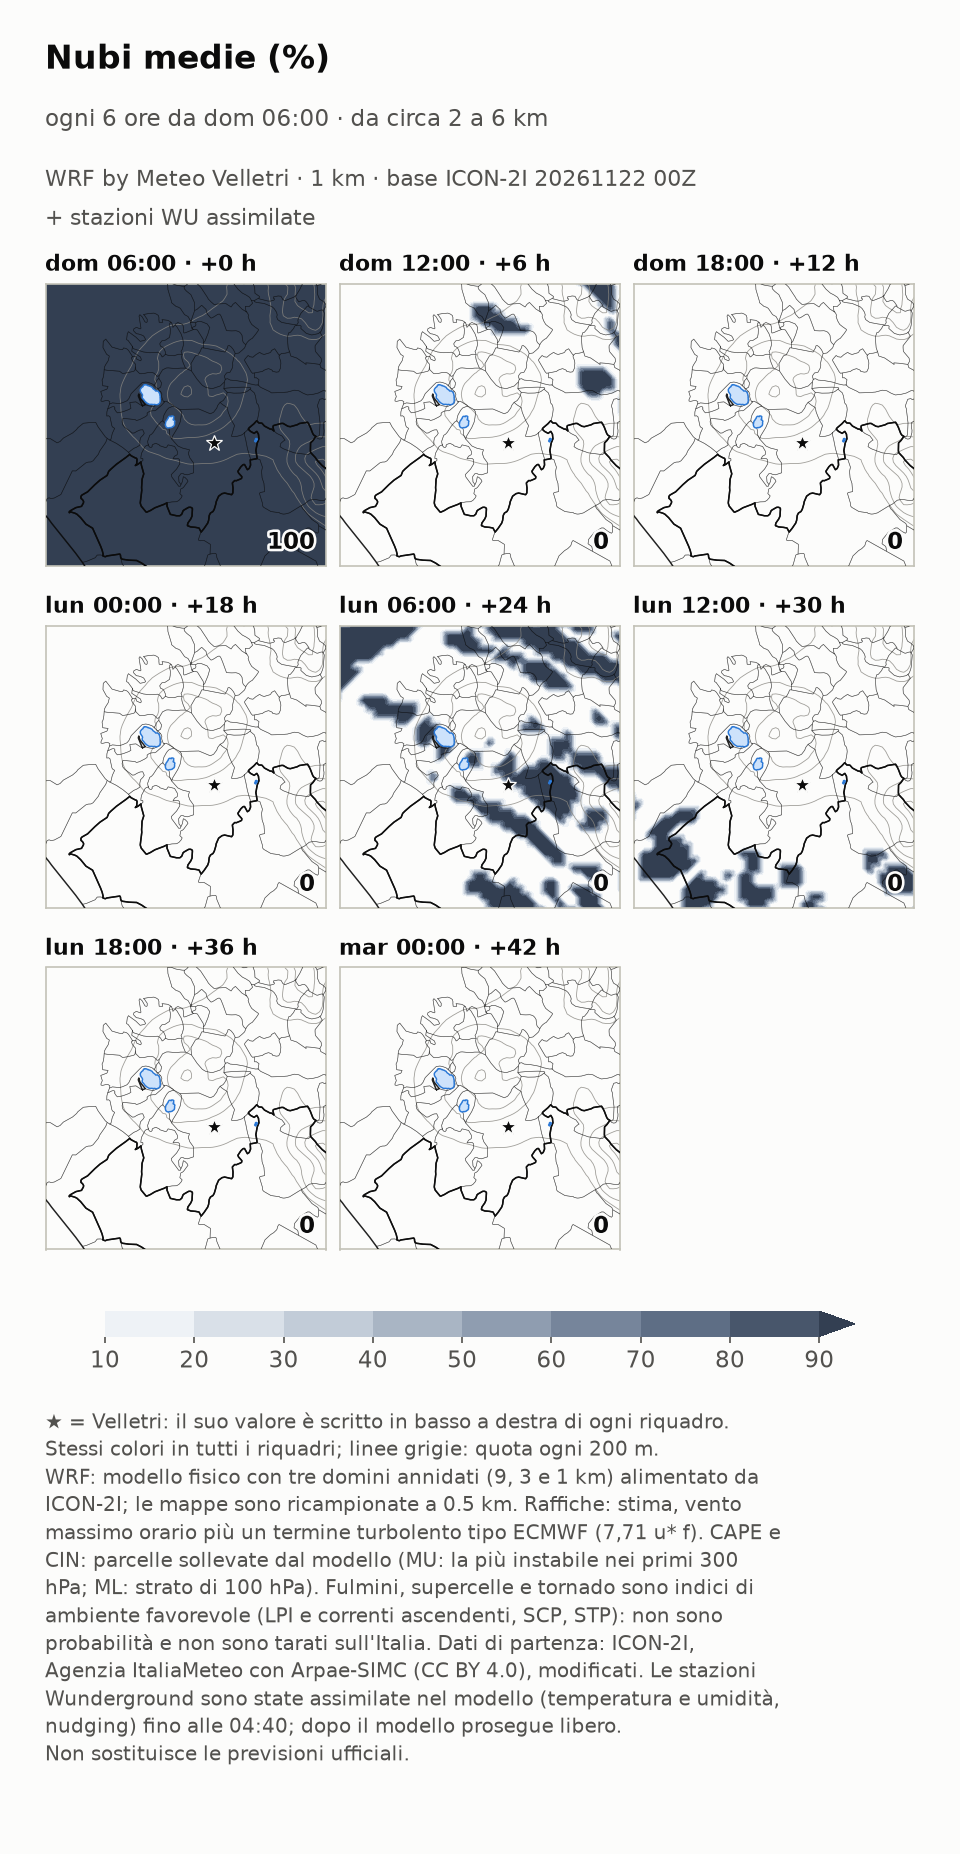 Nubi medie (%)
ogni 6 ore da dom 06:00 · da circa 2 a 6 km
WRF by Meteo Velletri · 1 km · base ICON-2I 20261122 00Z
+ stazioni WU assimilate
dom 06:00 · +0 h
dom 12:00 · +6 h
dom 18:00 · +12 h
100
0
0
lun 00:00 · +18 h
lun 06:00 · +24 h
lun 12:00 · +30 h
0
0
0
lun 18:00 · +36 h
mar 00:00 · +42 h
0
0
10 20 30 40 50 60 70 80 90
★ = Velletri: il suo valore è scritto in basso a destra di ogni riquadro.
Stessi colori in tutti i riquadri; linee grigie: quota ogni 200 m.
WRF: modello fisico con tre domini annidati (9, 3 e 1 km) alimentato da
ICON-2I; le mappe sono ricampionate a 0.5 km. Raffiche: stima, vento
massimo orario più un termine turbolento tipo ECMWF (7,71 u* f). CAPE e
CIN: parcelle sollevate dal modello (MU: la più instabile nei primi 300
hPa; ML: strato di 100 hPa). Fulmini, supercelle e tornado sono indici di
ambiente favorevole (LPI e correnti ascendenti, SCP, STP): non sono
probabilità e non sono tarati sull'Italia. Dati di partenza: ICON-2I,
Agenzia ItaliaMeteo con Arpae-SIMC (CC BY 4.0), modificati. Le stazioni
Wunderground sono state assimilate nel modello (temperatura e umidità,
nudging) fino alle 04:40; dopo il modello prosegue libero.
Non sostituisce le previsioni ufficiali.